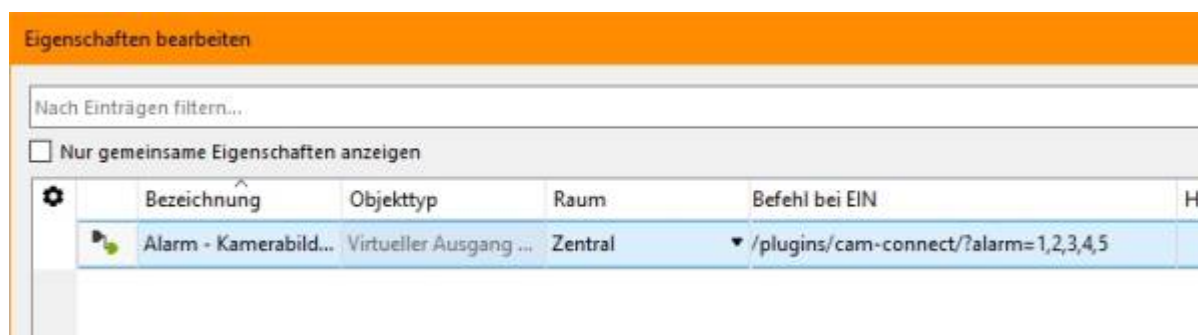 Eigenschaften bearbeiten
Nach Einträgen filtern...
Nur gemeinsame Eigenschaften anzeigen
Bezeichnung Objekttyp Raum Befehl bei EIN H
Alarm - Kamerabild... Virtueller Ausgang ... Zentral /plugins/cam-connect/?alarm=1,2,3,4,5